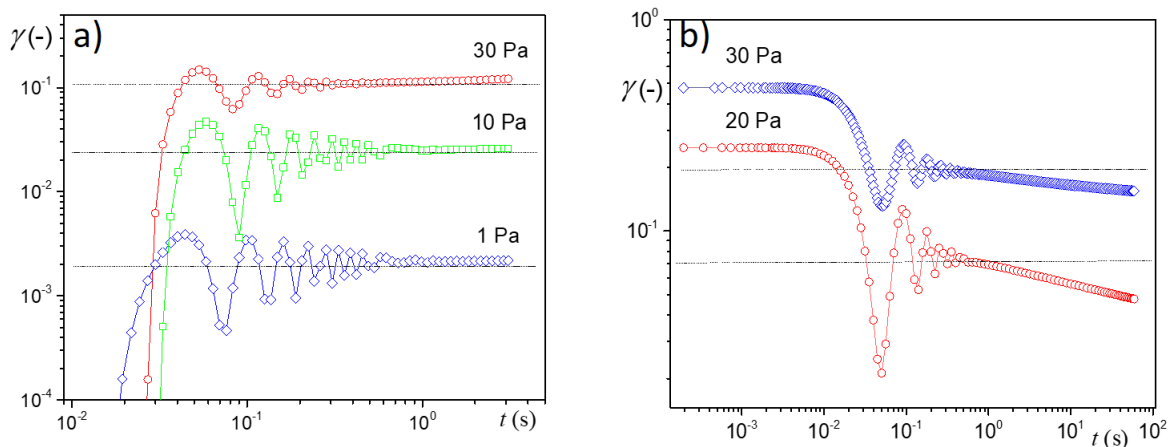 a)
γ(-)
30 Pa
10 Pa
1 Pa
10⁻¹
10⁻²
10⁻³
10⁻⁴
10⁻² 10⁻¹ 10⁰
t (s)
b)
γ(-)
30 Pa
20 Pa
10⁰
10⁻¹
10⁻³ 10⁻² 10⁻¹ 10⁰ 10¹ 10²
t (s)